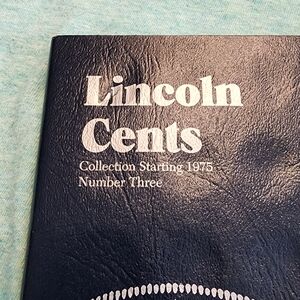 Lincoln
Cents
Collection Starting 1975
Number Three